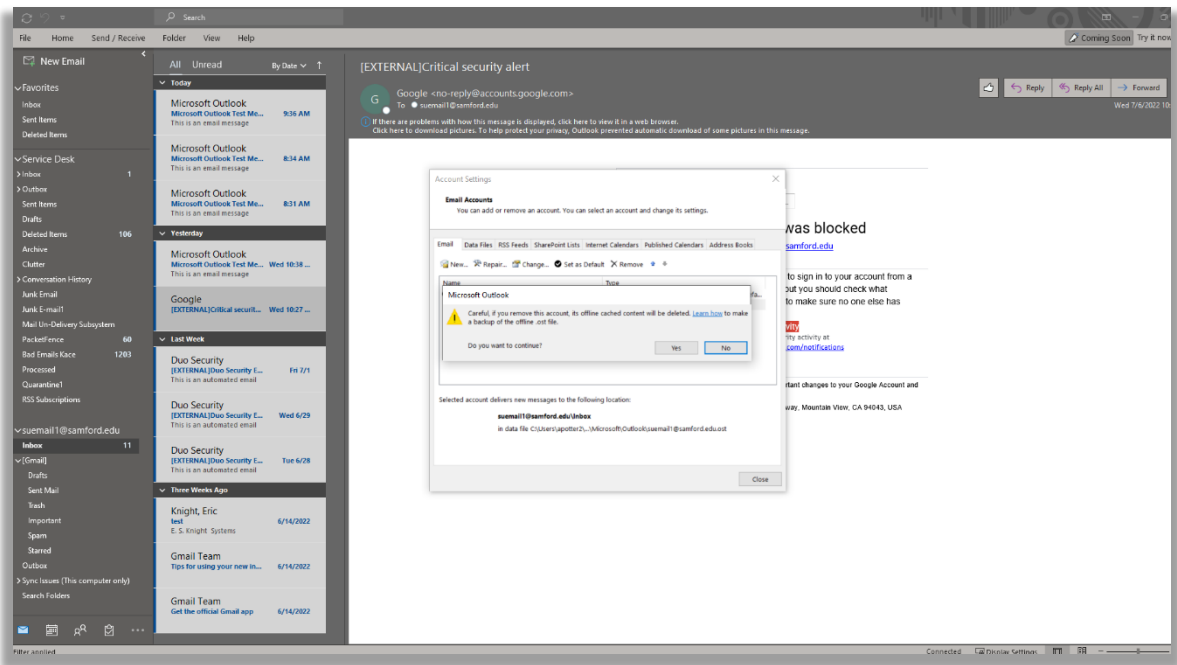 Search
File Home Send / Receive Folder View Help
Coming Soon Try it now
New Email
Favorites
Inbox
Sent Items
Deleted Items
Service Desk
Inbox 1
Outbox
Sent Items
Drafts
Deleted Items 106
Archive
Clutter
Conversation History
Junk Email
Junk E-mail1
Mail Un-Delivery Subsystem
PacketFence 60
Bad Emails Kace 1203
Processed
Quarantine1
RSS Subscriptions
suemail1@samford.edu
Inbox 11
[Gmail]
Drafts
Sent Mail
Trash
Important
Spam
Starred
Outbox
Sync Issues (This computer only)
Search Folders
All Unread By Date
Today
Microsoft Outlook
Microsoft Outlook Test Me... 9:36 AM
This is an email message
Microsoft Outlook
Microsoft Outlook Test Me... 8:34 AM
This is an email message
Microsoft Outlook
Microsoft Outlook Test Me... 8:31 AM
This is an email message
Yesterday
Microsoft Outlook
Microsoft Outlook Test Me... Wed 10:38 ...
This is an email message
Google
[EXTERNAL]Critical securit... Wed 10:27 ...
Last Week
Duo Security
[EXTERNAL]Duo Security E... Fri 7/1
This is an automated email
Duo Security
[EXTERNAL]Duo Security E... Wed 6/29
This is an automated email
Duo Security
[EXTERNAL]Duo Security E... Tue 6/28
This is an automated email
Three Weeks Ago
Knight, Eric
test 6/14/2022
E. S. Knight Systems
Gmail Team
Tips for using your new in... 6/14/2022
Gmail Team
Get the official Gmail app 6/14/2022
[EXTERNAL]Critical security alert
G
Google <no-reply@accounts.google.com>
To suemail1@samford.edu
Reply Reply All Forward
Wed 7/6/2022 10:
If there are problems with how this message is displayed, click here to view it in a web browser.
Click here to download pictures. To help protect your privacy, Outlook prevented automatic download of some pictures in this message.
was blocked
samford.edu
to sign in to your account from a
but you should check what
to make sure no one else has
vity
rity activity at
com/notifications
rtant changes to your Google Account and
way, Mountain View, CA 94043, USA
Account Settings
Email Accounts
You can add or remove an account. You can select an account and change its settings.
Email Data Files RSS Feeds SharePoint Lists Internet Calendars Published Calendars Address Books
New... Repair... Change... Set as Default Remove
Name Type
fa...
Microsoft Outlook
Careful, if you remove this account, its offline cached content will be deleted. Learn how to make
a backup of the offline .ost file.
Do you want to continue? Yes No
Selected account delivers new messages to the following location:
suemail1@samford.edu\Inbox
in data file C:\Users\apotter2\...\Microsoft\Outlook\suemail1@samford.edu.ost
Close
Filter applied
Connected Display Settings